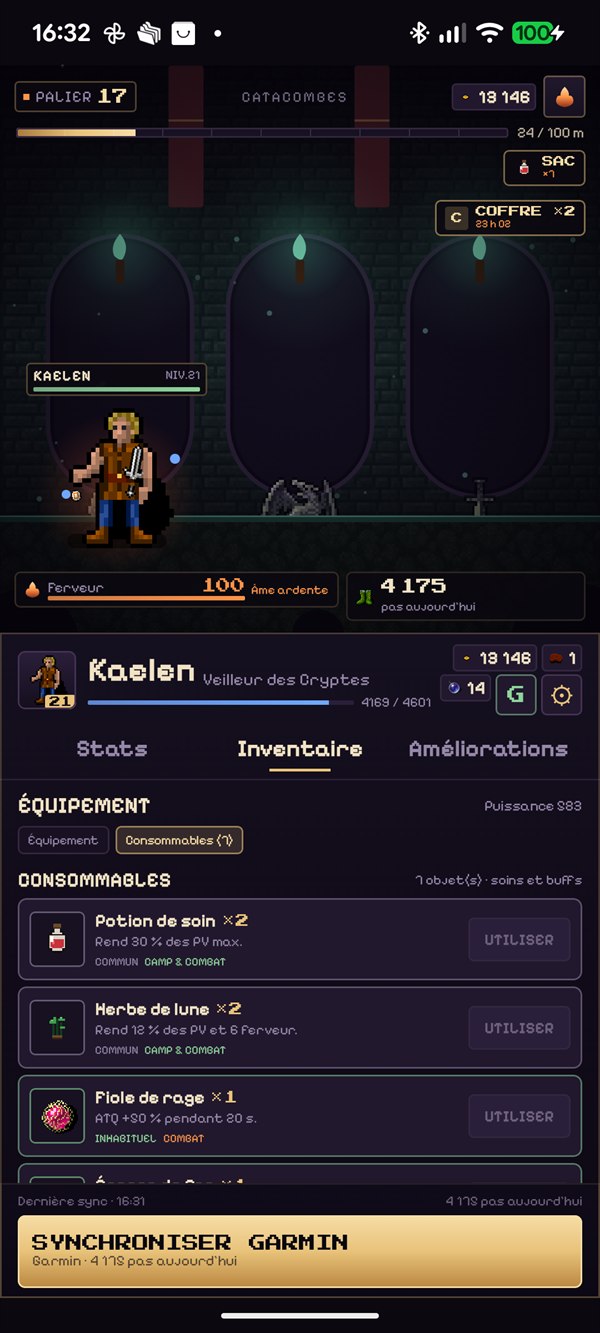 16:32
100
PALIER 17
CATACOMBES
13 146
24 / 100 m
SAC
×7
C
COFFRE ×2
23 h 02
KAELEN
NIV.21
Ferveur
100
Âme ardente
4 175
pas aujourd'hui
21
Kaelen
Veilleur des Cryptes
13 146
1
4169 / 4601
14
G
Stats
Inventaire
Améliorations
ÉQUIPEMENT
Puissance 583
Équipement
Consommables (7)
CONSOMMABLES
7 objet(s) · soins et buffs
Potion de soin ×2
Rend 30 % des PV max.
COMMUN CAMP & COMBAT
UTILISER
Herbe de lune ×2
Rend 12 % des PV et 6 Ferveur.
COMMUN CAMP & COMBAT
UTILISER
Fiole de rage ×1
ATQ +50 % pendant 20 s.
INHABITUEL COMBAT
UTILISER
Dernière sync · 16:31
4 175 pas aujourd'hui
SYNCHRONISER GARMIN
Garmin · 4 175 pas aujourd'hui